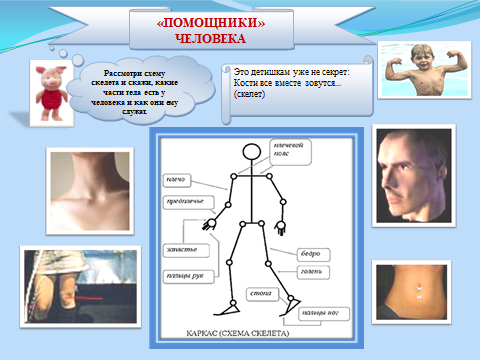 «ПОМОЩНИКИ»
ЧЕЛОВЕКА
Рассмотри схему
скелета и скажи, какие
части тела есть у
человека и как они ему
служат.
Это детишкам уже не секрет:
Кости все вместе зовутся...
(скелет)
плечевой
пояс
плечо
предплечье
запястье
пальцы рук
бедро
голень
стопа
пальцы ног
КАРКАС (СХЕМА СКЕЛЕТА)